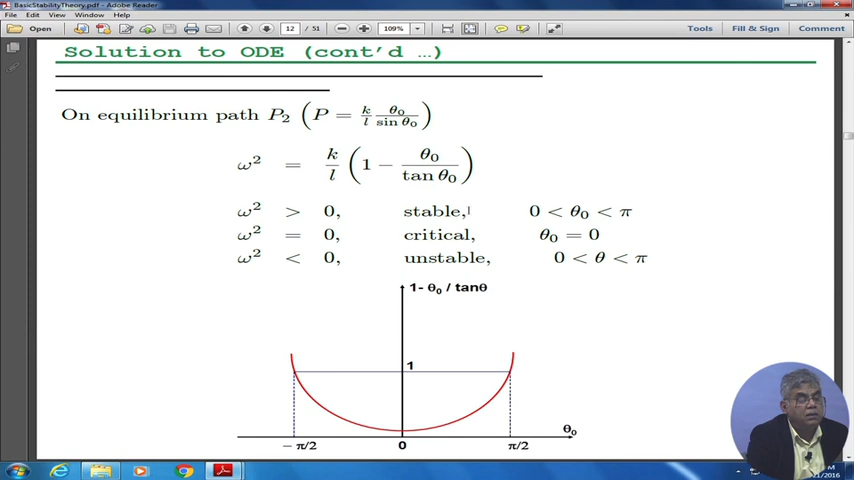 BasicStabilityTheory.pdf - Adobe Reader
File Edit View Window Help
Open 12 / 51 109% Tools Fill & Sign Comment
Solution to ODE (cont'd …)
On equilibrium path P₂ ( P = k/l θ₀/sin θ₀ )
ω² = k/l ( 1 − θ₀/tan θ₀ )
ω² > 0, stable, 0 < θ₀ < π
ω² = 0, critical, θ₀ = 0
ω² < 0, unstable, 0 < θ < π
1- θ₀ / tanθ
1
θ₀
− π/2 0 π/2